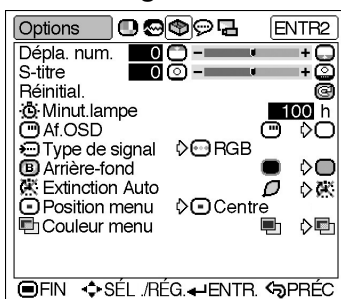 Options ENTR2
Dépla. num. 0 − +
S-titre 0 − +
Réinitial.
Minut.lampe 100 h
Af.OSD
Type de signal RGB
B Arrière-fond
Extinction Auto
Position menu Centre
Couleur menu
FIN SÉL./RÉG. ENTR. PRÉC